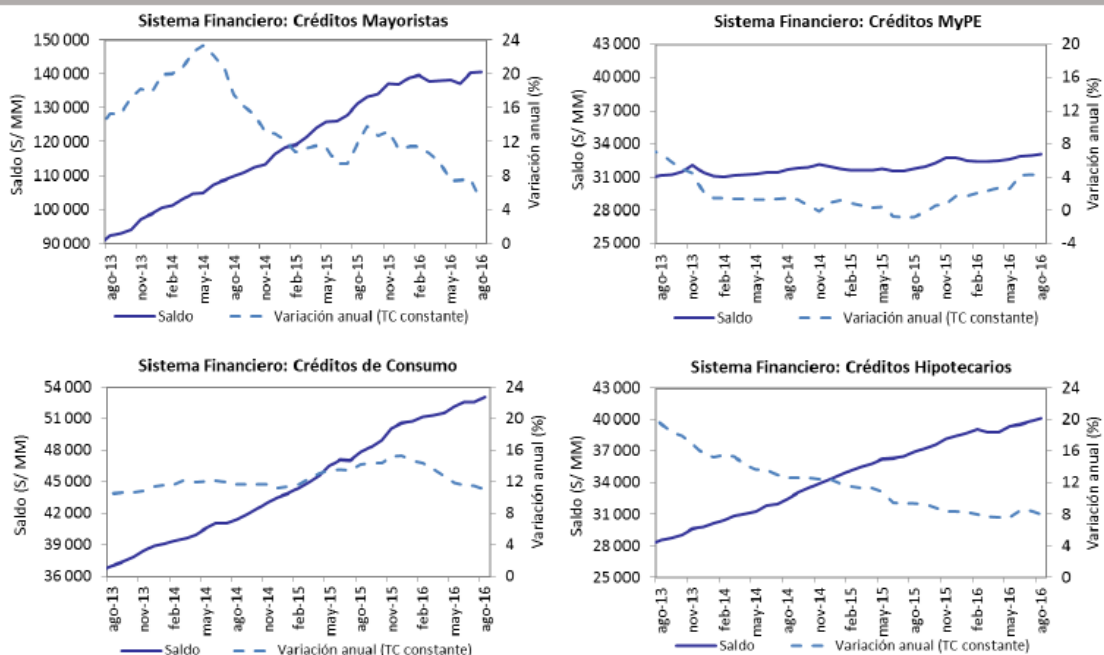 Sistema Financiero: Créditos Mayoristas
Saldo (S/ MM)
150 000
140 000
130 000
120 000
110 000
100 000
90 000
24
20
16
12
8
4
0
Variación anual (%)
ago-13
nov-13
feb-14
may-14
ago-14
nov-14
feb-15
may-15
ago-15
nov-15
feb-16
may-16
ago-16
Saldo
Variación anual (TC constante)
Sistema Financiero: Créditos MyPE
Saldo (S/ MM)
43 000
40 000
37 000
34 000
31 000
28 000
25 000
20
16
12
8
4
0
-4
Variación anual (%)
ago-13
nov-13
feb-14
may-14
ago-14
nov-14
feb-15
may-15
ago-15
nov-15
feb-16
may-16
ago-16
Saldo
Variación anual (TC constante)
Sistema Financiero: Créditos de Consumo
Saldo (S/ MM)
54 000
51 000
48 000
45 000
42 000
39 000
36 000
24
20
16
12
8
4
0
Variación anual (%)
ago-13
nov-13
feb-14
may-14
ago-14
nov-14
feb-15
may-15
ago-15
nov-15
feb-16
may-16
ago-16
Saldo
Variación anual (TC constante)
Sistema Financiero: Créditos Hipotecarios
Saldo (S/ MM)
43 000
40 000
37 000
34 000
31 000
28 000
25 000
24
20
16
12
8
4
0
Variación anual (%)
ago-13
nov-13
feb-14
may-14
ago-14
nov-14
feb-15
may-15
ago-15
nov-15
feb-16
may-16
ago-16
Saldo
Variación anual (TC constante)